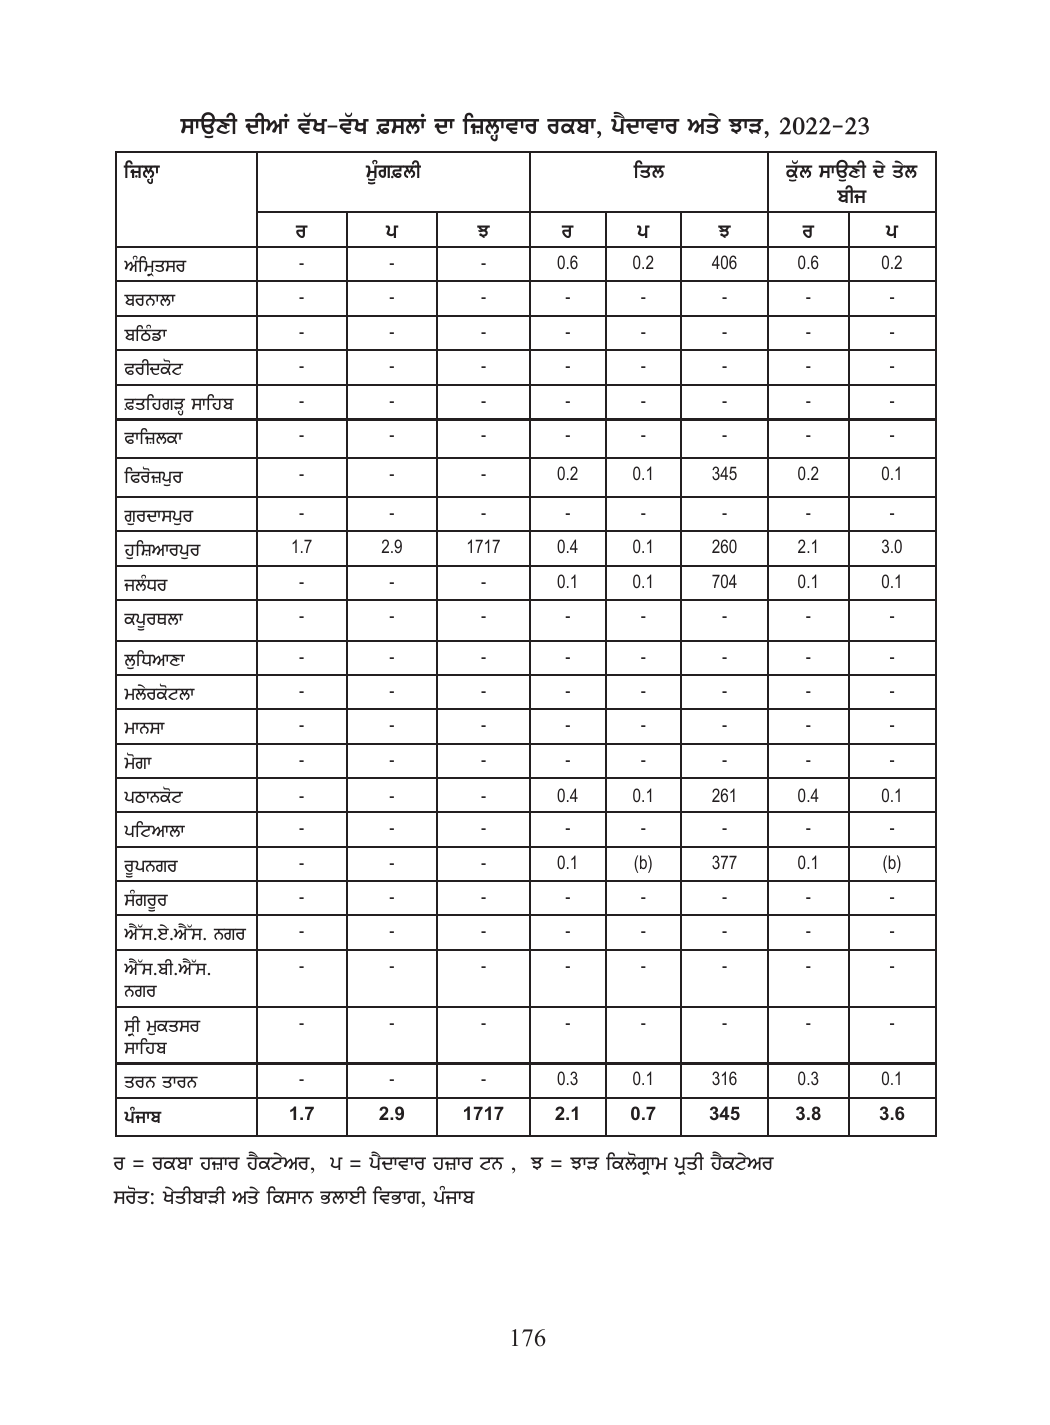 ਸਾਉਣੀ ਦੀਆਂ ਵੱਖ-ਵੱਖ ਫ਼ਸਲਾਂ ਦਾ ਜ਼ਿਲ੍ਹਾਵਾਰ ਰਕਬਾ, ਪੈਦਾਵਾਰ ਅਤੇ ਝਾੜ, 2022-23
ਜ਼ਿਲ੍ਹਾ ਮੂੰਗਫ਼ਲੀ ਤਿਲ ਕੁੱਲ ਸਾਉਣੀ ਦੇ ਤੇਲ
ਬੀਜ
ਰ ਪ ਝ ਰ ਪ ਝ ਰ ਪ
ਅੰਮ੍ਰਿਤਸਰ - - - 0.6 0.2 406 0.6 0.2
ਬਰਨਾਲਾ - - - - - - - -
ਬਠਿੰਡਾ - - - - - - - -
ਫਰੀਦਕੋਟ - - - - - - - -
ਫ਼ਤਹਿਗੜ੍ਹ ਸਾਹਿਬ - - - - - - - -
ਫਾਜ਼ਿਲਕਾ - - - - - - - -
ਫਿਰੋਜ਼ਪੁਰ - - - 0.2 0.1 345 0.2 0.1
ਗੁਰਦਾਸਪੁਰ - - - - - - - -
ਹੁਸ਼ਿਆਰਪੁਰ 1.7 2.9 1717 0.4 0.1 260 2.1 3.0
ਜਲੰਧਰ - - - 0.1 0.1 704 0.1 0.1
ਕਪੂਰਥਲਾ - - - - - - - -
ਲੁਧਿਆਣਾ - - - - - - - -
ਮਲੇਰਕੋਟਲਾ - - - - - - - -
ਮਾਨਸਾ - - - - - - - -
ਮੋਗਾ - - - - - - - -
ਪਠਾਨਕੋਟ - - - 0.4 0.1 261 0.4 0.1
ਪਟਿਆਲਾ - - - - - - - -
ਰੂਪਨਗਰ - - - 0.1 (b) 377 0.1 (b)
ਸੰਗਰੂਰ - - - - - - - -
ਐੱਸ.ਏ.ਐੱਸ. ਨਗਰ - - - - - - - -
ਐੱਸ.ਬੀ.ਐੱਸ. - - - - - - - -
ਨਗਰ
ਸ੍ਰੀ ਮੁਕਤਸਰ - - - - - - - -
ਸਾਹਿਬ
ਤਰਨ ਤਾਰਨ - - - 0.3 0.1 316 0.3 0.1
ਪੰਜਾਬ 1.7 2.9 1717 2.1 0.7 345 3.8 3.6
ਰ = ਰਕਬਾ ਹਜ਼ਾਰ ਹੈਕਟੇਅਰ, ਪ = ਪੈਦਾਵਾਰ ਹਜ਼ਾਰ ਟਨ , ਝ = ਝਾੜ ਕਿਲੋਗ੍ਰਾਮ ਪ੍ਰਤੀ ਹੈਕਟੇਅਰ
ਸਰੋਤ: ਖੇਤੀਬਾੜੀ ਅਤੇ ਕਿਸਾਨ ਭਲਾਈ ਵਿਭਾਗ, ਪੰਜਾਬ
176